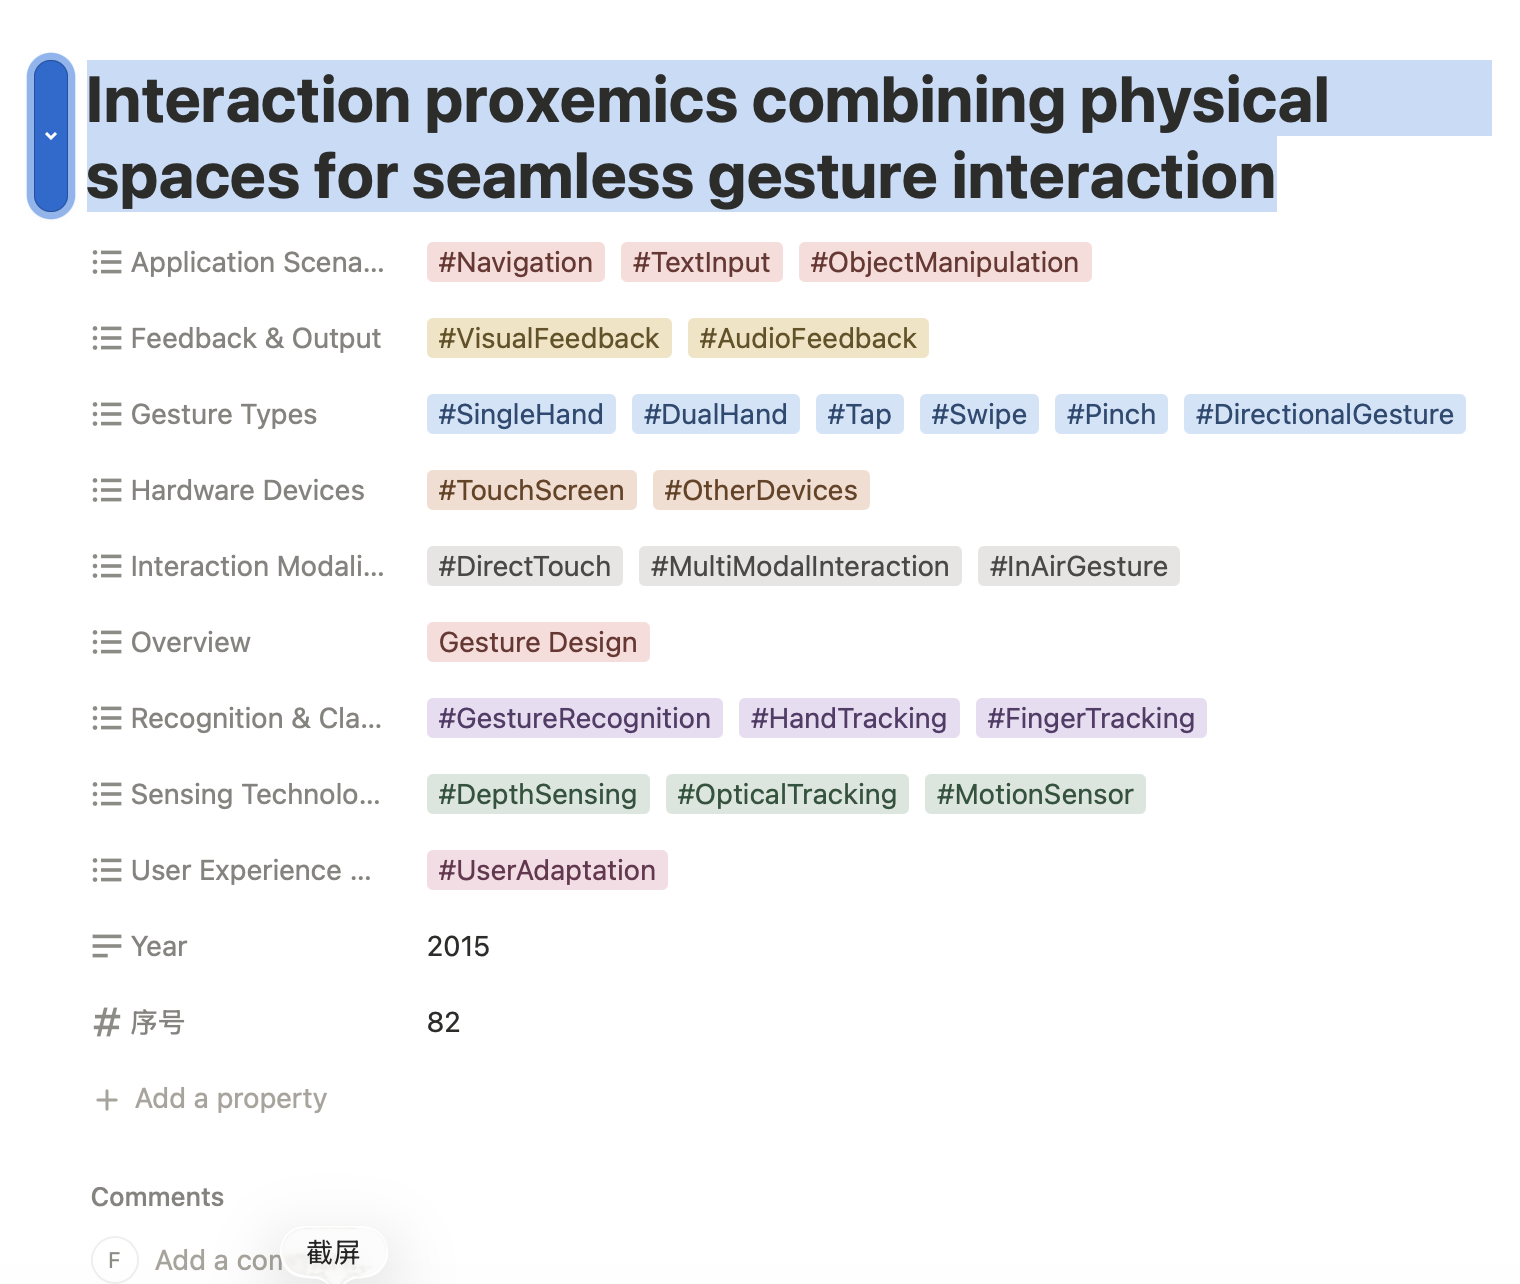 Interaction proxemics combining physical
spaces for seamless gesture interaction
Application Scena... #Navigation #TextInput #ObjectManipulation
Feedback & Output #VisualFeedback #AudioFeedback
Gesture Types #SingleHand #DualHand #Tap #Swipe #Pinch #DirectionalGesture
Hardware Devices #TouchScreen #OtherDevices
Interaction Modali... #DirectTouch #MultiModalInteraction #InAirGesture
Overview Gesture Design
Recognition & Cla... #GestureRecognition #HandTracking #FingerTracking
Sensing Technolo... #DepthSensing #OpticalTracking #MotionSensor
User Experience ... #UserAdaptation
Year 2015
# 序号 82
+ Add a property
Comments
F Add a com
截屏